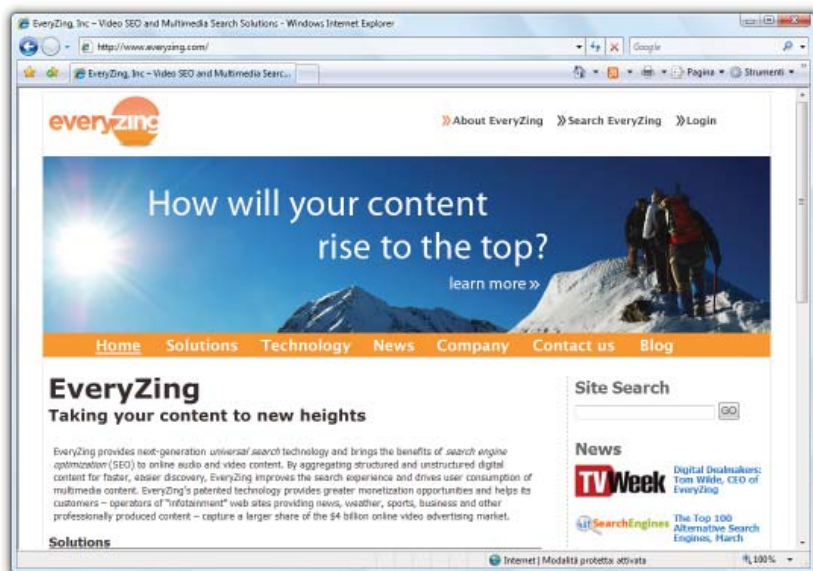 EveryZing, Inc – Video SEO and Multimedia Search Solutions - Windows Internet Explorer
http://www.everyzing.com/
Google
EveryZing, Inc – Video SEO and Multimedia Searc...
Pagina
Strumenti
everyzing
»About EveryZing »Search EveryZing »Login
How will your content
rise to the top?
learn more »
Home Solutions Technology News Company Contact us Blog
EveryZing
Taking your content to new heights
EveryZing provides next-generation universal search technology and brings the benefits of search engine
optimization (SEO) to online audio and video content. By aggregating structured and unstructured digital
content for faster, easier discovery, EveryZing improves the search experience and drives user consumption of
multimedia content. EveryZing's patented technology provides greater monetization opportunities and helps its
customers – operators of "infotainment" web sites providing news, weather, sports, business and other
professionally produced content – capture a larger share of the $4 billion online video advertising market.
Solutions
Site Search
GO
News
TVWeek
Digital Dealmakers:
Tom Wilde, CEO of
EveryZing
altSearchEngines
The Top 100
Alternative Search
Engines, March
Internet | Modalità protetta: attivata
100%